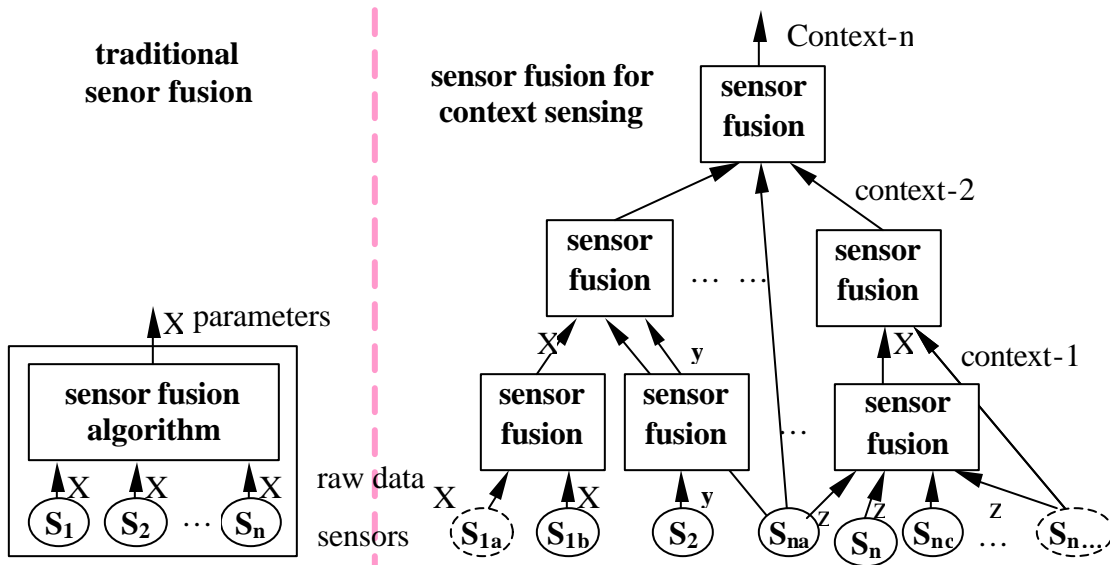 traditional
senor fusion
X parameters
sensor fusion
algorithm
X X X
S1 S2 … Sn
raw data
sensors
sensor fusion for
context sensing
Context-n
sensor
fusion
context-2
sensor
fusion
… …
sensor
fusion
X
y
X
context-1
sensor
fusion
sensor
fusion
…
sensor
fusion
X X y z z z
S1a S1b S2 Sna Sn Snc … Sn…